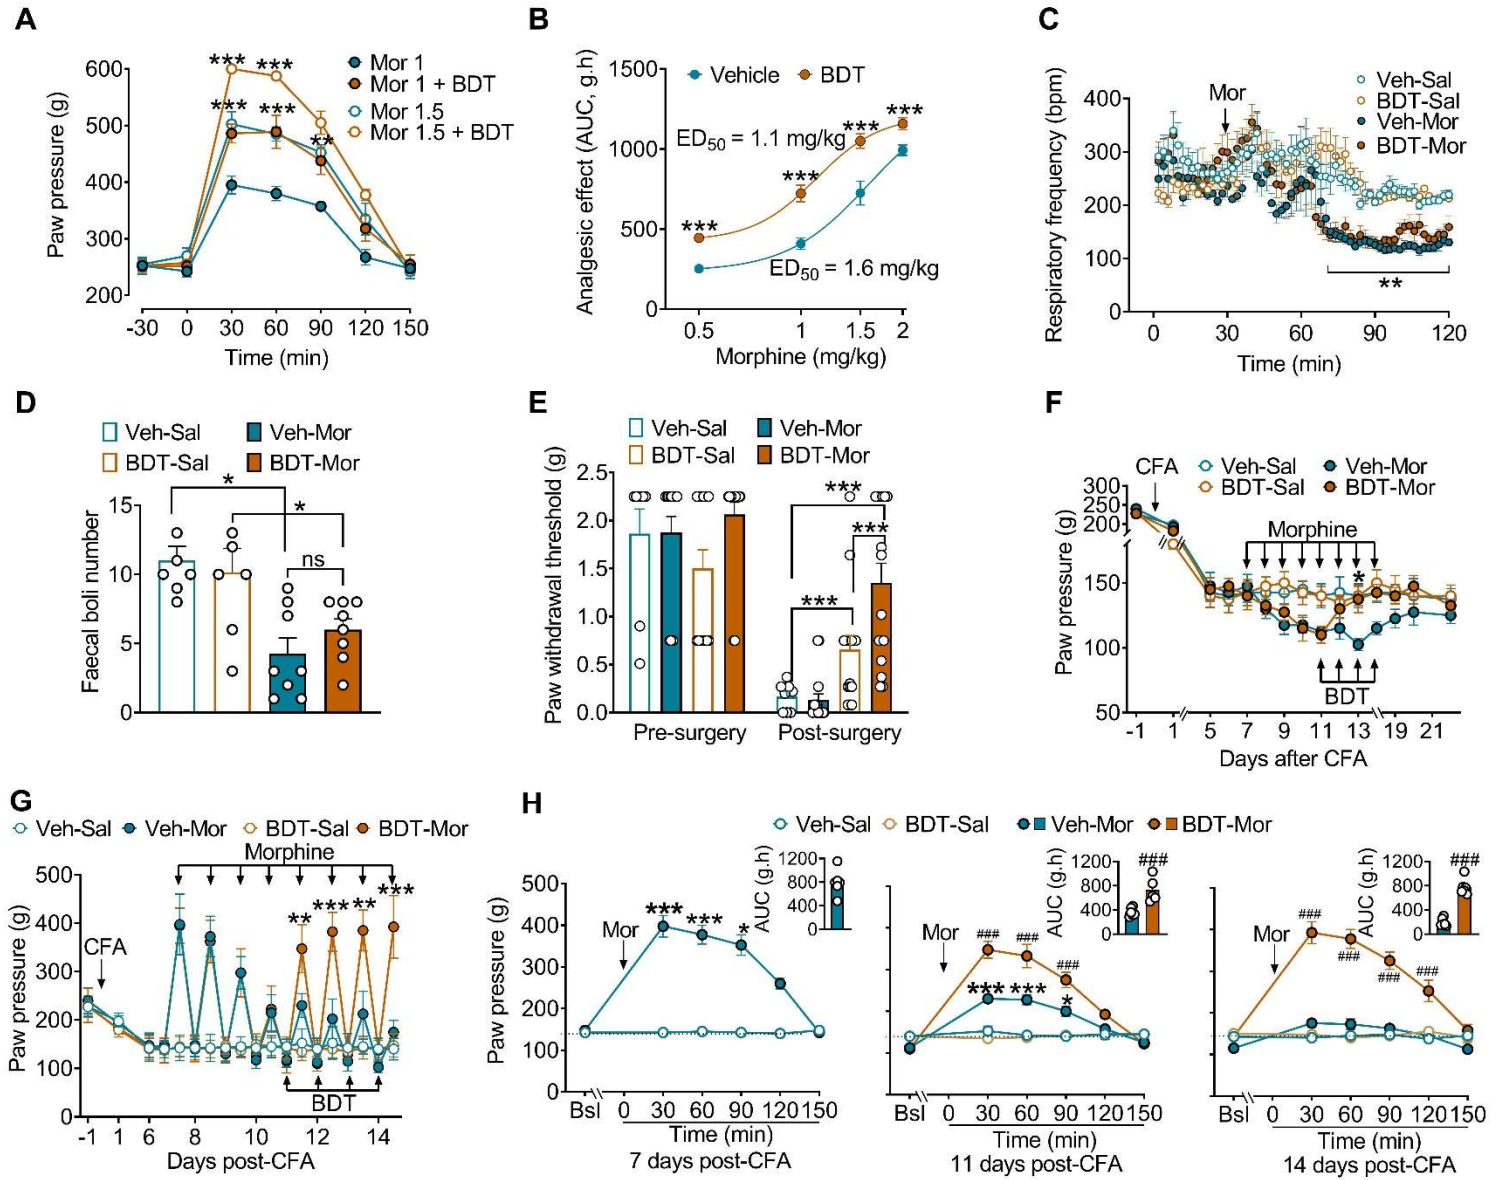 A
Paw pressure (g)
600
500
400
300
200
-30 0 30 60 90 120 150
Time (min)
Mor 1
Mor 1 + BDT
Mor 1.5
Mor 1.5 + BDT
***
***
***
***
**
B
Analgesic effect (AUC, g.h)
1500
1000
500
0
Vehicle BDT
ED50 = 1.1 mg/kg
ED50 = 1.6 mg/kg
***
***
***
***
0.5 1 1.5 2
Morphine (mg/kg)
C
Respiratory frequency (bpm)
400
300
200
100
0
Mor
Veh-Sal
BDT-Sal
Veh-Mor
BDT-Mor
**
0 30 60 90 120
Time (min)
D
Veh-Sal Veh-Mor
BDT-Sal BDT-Mor
Faecal boli number
15
10
5
0
*
*
ns
E
Veh-Sal Veh-Mor
BDT-Sal BDT-Mor
Paw withdrawal threshold (g)
2.5
2.0
1.5
1.0
0.5
0.0
***
***
***
Pre-surgery Post-surgery
F
CFA
Veh-Sal Veh-Mor
BDT-Sal BDT-Mor
Paw pressure (g)
300
250
200
150
100
50
Morphine
*
BDT
-1 1 5 7 9 11 13 19 21
Days after CFA
G
Veh-Sal Veh-Mor BDT-Sal BDT-Mor
Morphine
Paw pressure (g)
500
400
300
200
100
0
CFA
** *** ** ***
BDT
-1 1 6 8 10 12 14
Days post-CFA
H
Veh-Sal BDT-Sal Veh-Mor BDT-Mor
Paw pressure (g)
500
400
300
200
100
0
Mor
*** *** *
AUC (g.h)
1200
800
400
0
Bsl 0 30 60 90 120 150
Time (min)
7 days post-CFA
Mor
### ### ###
*** *** *
AUC (g.h)
1200
800
400
0
###
Bsl 0 30 60 90 120 150
Time (min)
11 days post-CFA
Mor
### ### ### ###
AUC (g.h)
1200
800
400
0
###
Bsl 0 30 60 90 120 150
Time (min)
14 days post-CFA